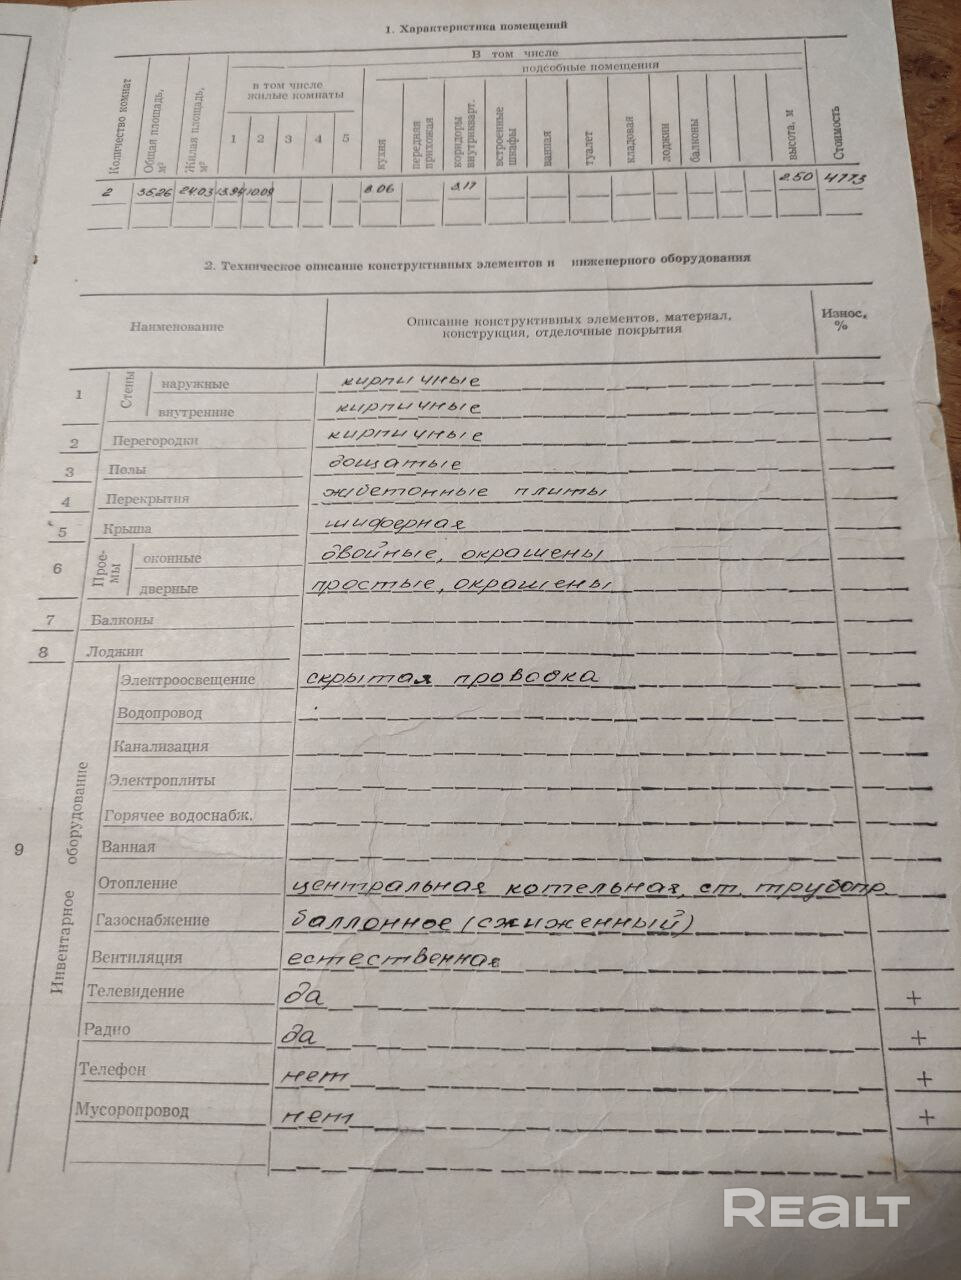 1. Характеристика помещений
В том числе
подсобные помещения
в том числе
жилые комнаты
Количество комнат
Общая площадь, м²
Жилая площадь, м²
1 2 3 4 5
кухня
передняя прихожая
коридоры внутрикварт.
встроенные шкафы
ванная
туалет
кладовая
лоджии
балконы
высота, м
Стоимость
2 35.26 24.03 13.94 10.09 8.06 3.17 2.50 4773
2. Техническое описание конструктивных элементов и инженерного оборудования
Наименование
Описание конструктивных элементов, материал,
конструкция, отделочные покрытия
Износ,
%
1 Стены наружные кирпичные
внутренние кирпичные
2 Перегородки кирпичные
3 Полы дощатые
4 Перекрытия ж/бетонные плиты
5 Крыша шиферная
6 Прое-
мы
оконные двойные, окрашены
дверные простые, окрашены
7 Балконы
8 Лоджии
9 Инвентарное оборудование
Электроосвещение скрытая проводка
Водопровод
Канализация
Электроплиты
Горячее водоснабж.
Ванная
Отопление центральная котельная, ст. трубопр.
Газоснабжение баллонное (сжиженный)
Вентиляция естественная
Телевидение да +
Радио да +
Телефон нет +
Мусоропровод нет +
REALT